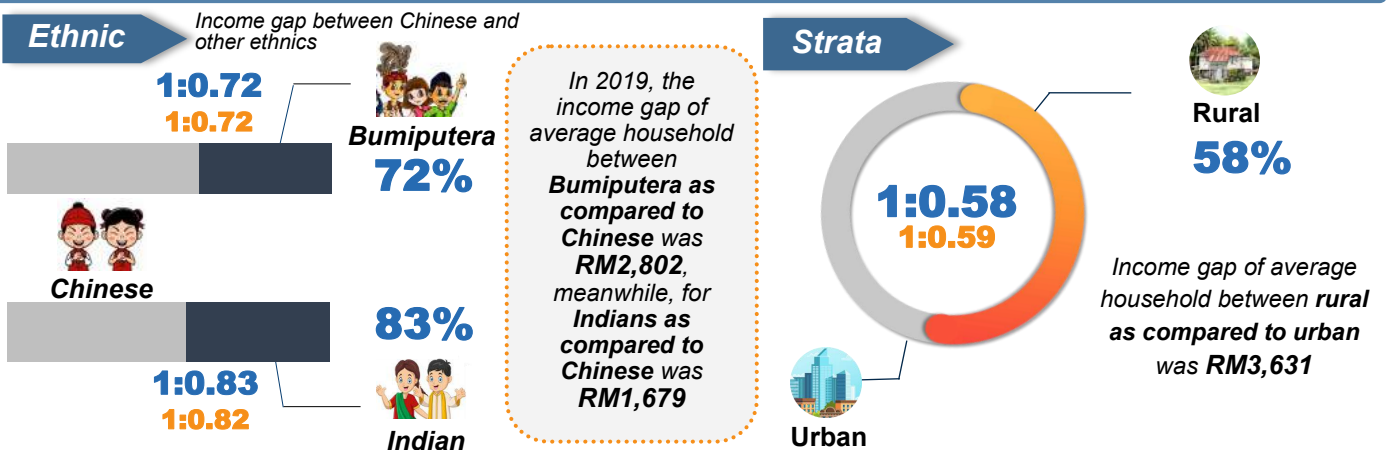 Ethnic
Income gap between Chinese and
other ethnics
1:0.72
1:0.72
Bumiputera
72%
Chinese
83%
1:0.83
1:0.82
Indian
In 2019, the
income gap of
average household
between
Bumiputera as
compared to
Chinese was
RM2,802,
meanwhile, for
Indians as
compared to
Chinese was
RM1,679
Strata
Rural
58%
1:0.58
1:0.59
Income gap of average
household between rural
as compared to urban
was RM3,631
Urban